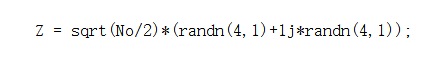 Z = sqrt(No/2)*(randn(4,1)+1j*randn(4,1));